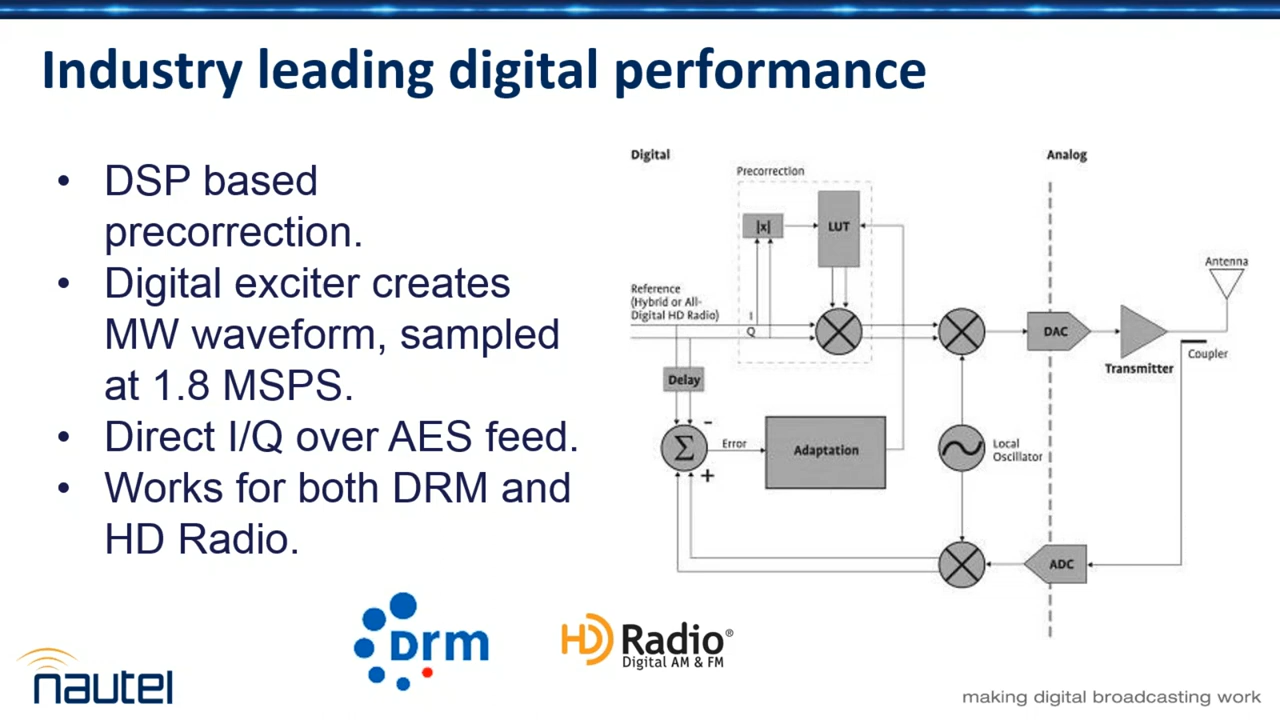 Industry leading digital performance
• DSP based
precorrection.
• Digital exciter creates
MW waveform, sampled
at 1.8 MSPS.
• Direct I/Q over AES feed.
• Works for both DRM and
HD Radio.
Digital
Analog
Precorrection
|x|
LUT
Reference
(Hybrid or All-
Digital HD Radio)
I
Q
Antenna
DAC
Transmitter
Coupler
Delay
Σ
-
+
Error
Adaptation
Local
Oscillator
ADC
Drm
HD Radio®
Digital AM & FM
nautel
making digital broadcasting work